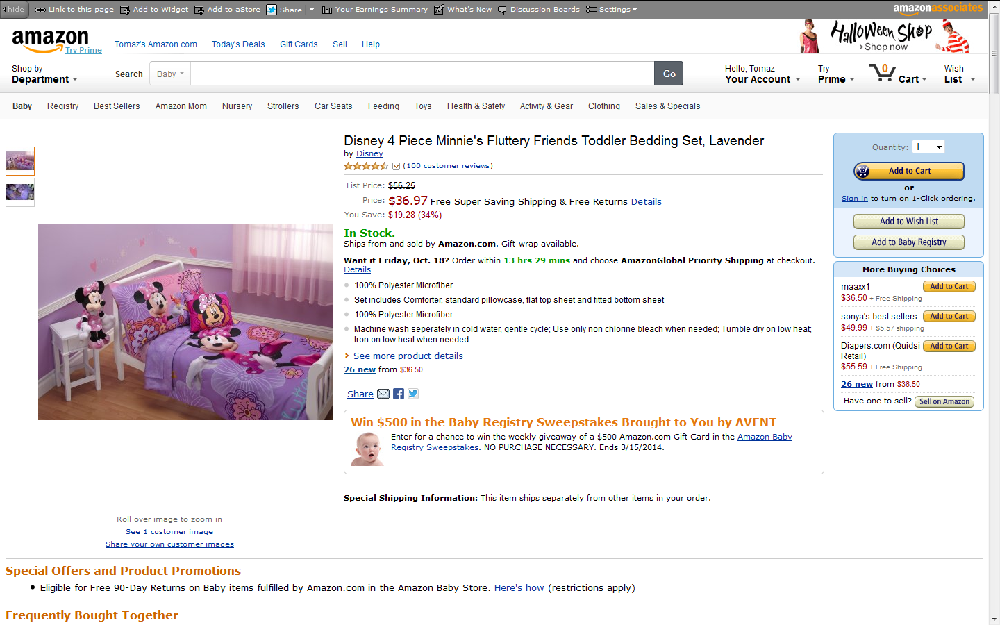 hide Link to this page Add to Widget Add to aStore Share Your Earnings Summary What's New Discussion Boards Settings amazonassociates
amazon
Try Prime
Tomaz's Amazon.com Today's Deals Gift Cards Sell Help
Halloween Shop
› Shop now
Shop by
Department
Search Baby Go
Hello, Tomaz
Your Account
Try
Prime
0
Cart
Wish
List
Baby Registry Best Sellers Amazon Mom Nursery Strollers Car Seats Feeding Toys Health & Safety Activity & Gear Clothing Sales & Specials
Disney 4 Piece Minnie's Fluttery Friends Toddler Bedding Set, Lavender
by Disney
(100 customer reviews)
List Price: $56.25
Price: $36.97 Free Super Saving Shipping & Free Returns Details
You Save: $19.28 (34%)
In Stock.
Ships from and sold by Amazon.com. Gift-wrap available.
Want it Friday, Oct. 18? Order within 13 hrs 29 mins and choose AmazonGlobal Priority Shipping at checkout.
Details
100% Polyester Microfiber
Set includes Comforter, standard pillowcase, flat top sheet and fitted bottom sheet
100% Polyester Microfiber
Machine wash seperately in cold water, gentle cycle; Use only non chlorine bleach when needed; Tumble dry on low heat;
Iron on low heat when needed
› See more product details
26 new from $36.50
Share
Win $500 in the Baby Registry Sweepstakes Brought to You by AVENT
Enter for a chance to win the weekly giveaway of a $500 Amazon.com Gift Card in the Amazon Baby
Registry Sweepstakes. NO PURCHASE NECESSARY. Ends 3/15/2014.
Special Shipping Information: This item ships separately from other items in your order.
Quantity: 1
Add to Cart
or
Sign in to turn on 1-Click ordering.
Add to Wish List
Add to Baby Registry
More Buying Choices
maaxx1 Add to Cart
$36.50 + Free Shipping
sonya's best sellers Add to Cart
$49.99 + $5.57 shipping
Diapers.com (Quidsi Add to Cart
Retail)
$55.59 + Free Shipping
26 new from $36.50
Have one to sell? Sell on Amazon
Roll over image to zoom in
See 1 customer image
Share your own customer images
Special Offers and Product Promotions
Eligible for Free 90-Day Returns on Baby items fulfilled by Amazon.com in the Amazon Baby Store. Here's how (restrictions apply)
Frequently Bought Together